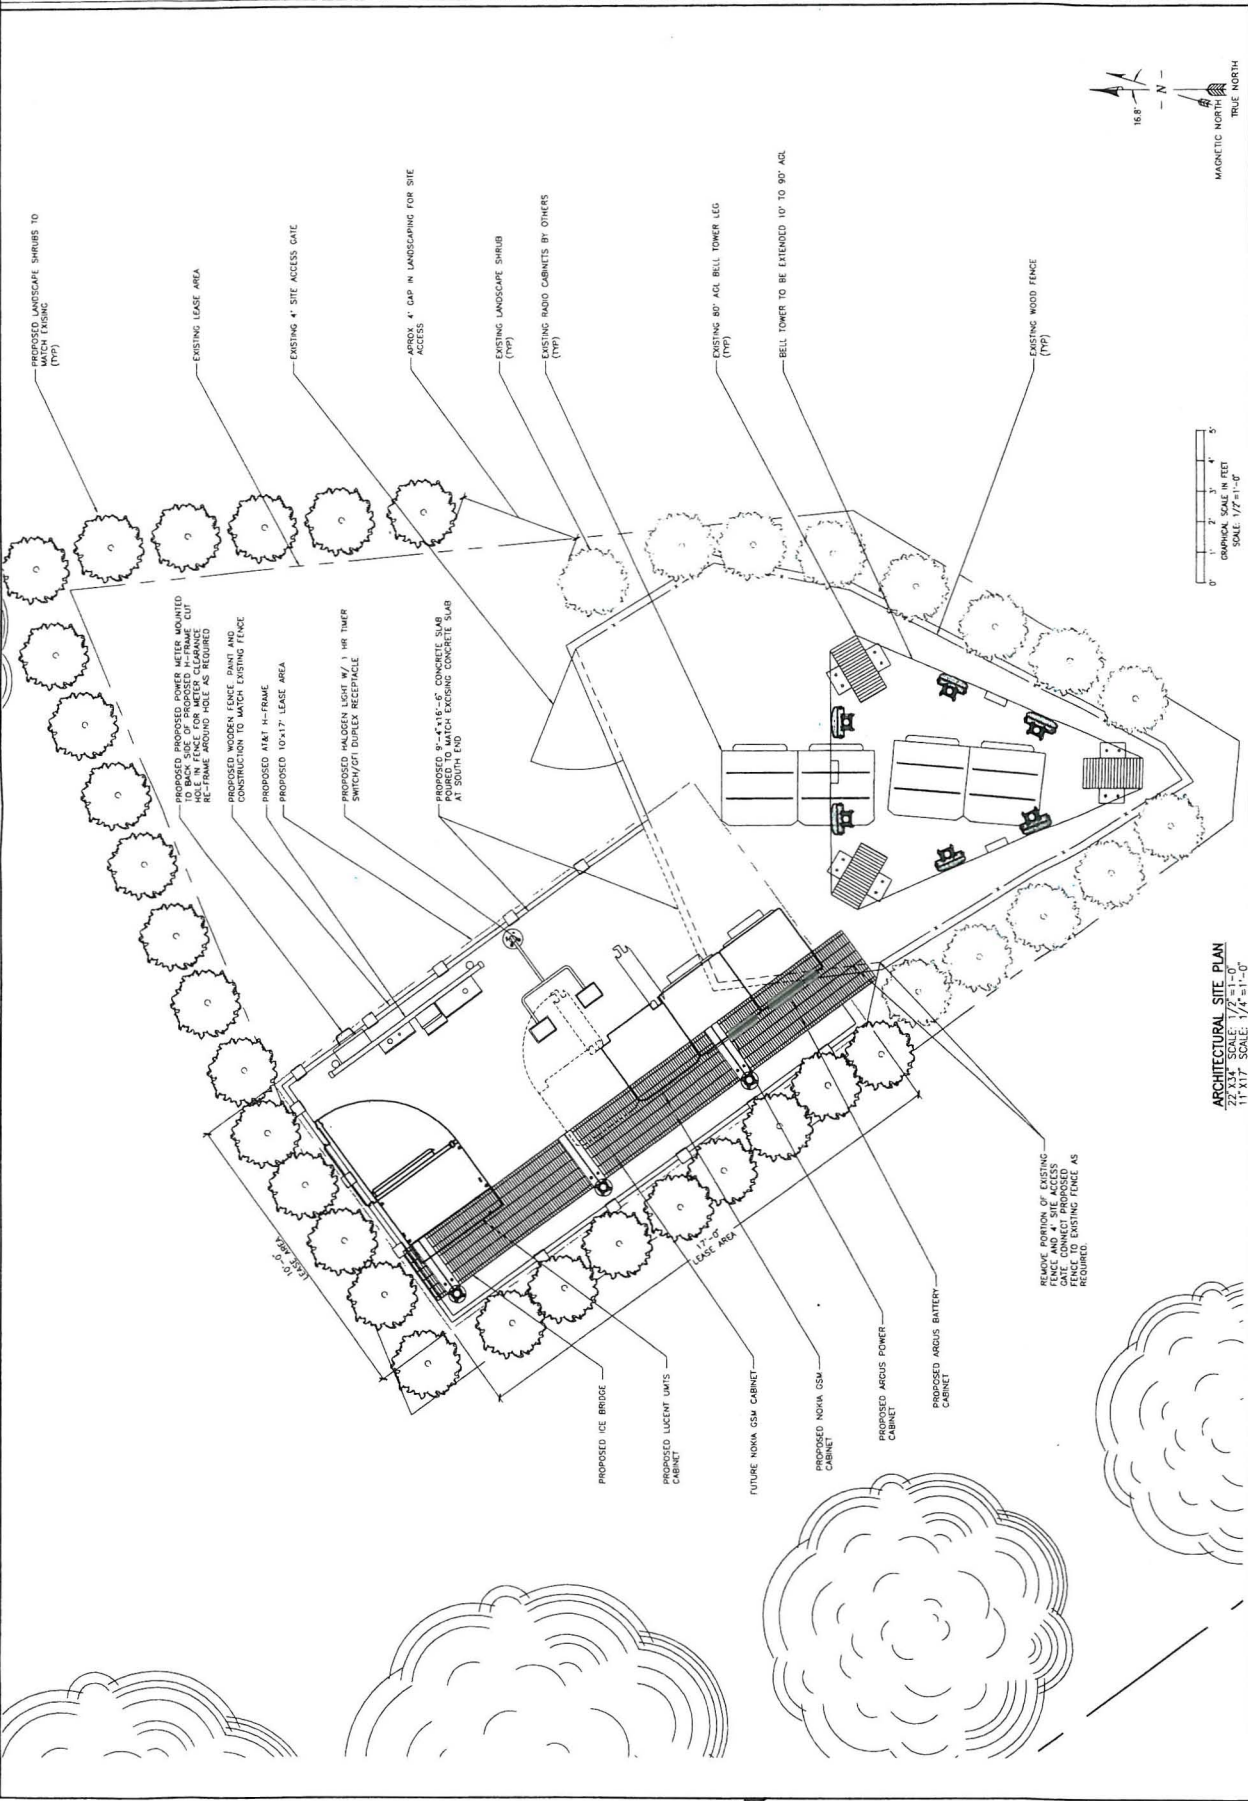 PROPOSED LANDSCAPE SHRUBS TO
MATCH EXISING
(TYP)
EXISTING LEASE AREA
EXISTING 4' SITE ACCESS GATE
APROX 4' GAP IN LANDSCAPING FOR SITE
ACCESS
EXISTING LANDSCAPE SHRUB
(TYP)
EXISTING RADIO CABINETS BY OTHERS
(TYP)
EXISTING 80' AGL BELL TOWER LEG
(TYP)
BELL TOWER TO BE EXTENDED 10' TO 90' AGL
EXISTING WOOD FENCE
(TYP)
16.8°
- N -
MAGNETIC NORTH
TRUE NORTH
PROPOSED PROPOSED POWER METER MOUNTED
TO BACK SIDE OF PROPOSED H-FRAME CUT
HOLE IN FENCE FOR METER CLEARANCE
RE-FRAME AROUND HOLE AS REQUIRED
PROPOSED WOODEN FENCE PAINT AND
CONSTRUCTION TO MATCH EXISTING FENCE
PROPOSED AT&T H-FRAME
PROPOSED 10'x17' LEASE AREA
PROPOSED HALOGEN LIGHT W/ 1 HR TIMER
SWITCH/GFI DUPLEX RECEPTACLE
PROPOSED 9'-4"x16'-6" CONCRETE SLAB
POURED TO MATCH EXCISING CONCRETE SLAB
AT SOUTH END
0' 1' 2' 3' 4' 5'
GRAPHICAL SCALE IN FEET
SCALE: 1/2"=1'-0"
10'-0"
LEASE AREA
17'-0"
LEASE AREA
PROPOSED ICE BRIDGE
PROPOSED LUCENT UMTS
CABINET
FUTURE NOKIA GSM CABINET
PROPOSED NOKIA GSM
CABINET
PROPOSED ARGUS POWER
CABINET
PROPOSED ARGUS BATTERY
CABINET
REMOVE PORTION OF EXISTING
FENCE AND 4' SITE ACCESS
GATE. CONNECT PROPOSED
FENCE TO EXISTING FENCE AS
REQUIRED.
ARCHITECTURAL SITE PLAN
22"X34" SCALE: 1/2"=1'-0"
11"X17" SCALE: 1/4"=1'-0"